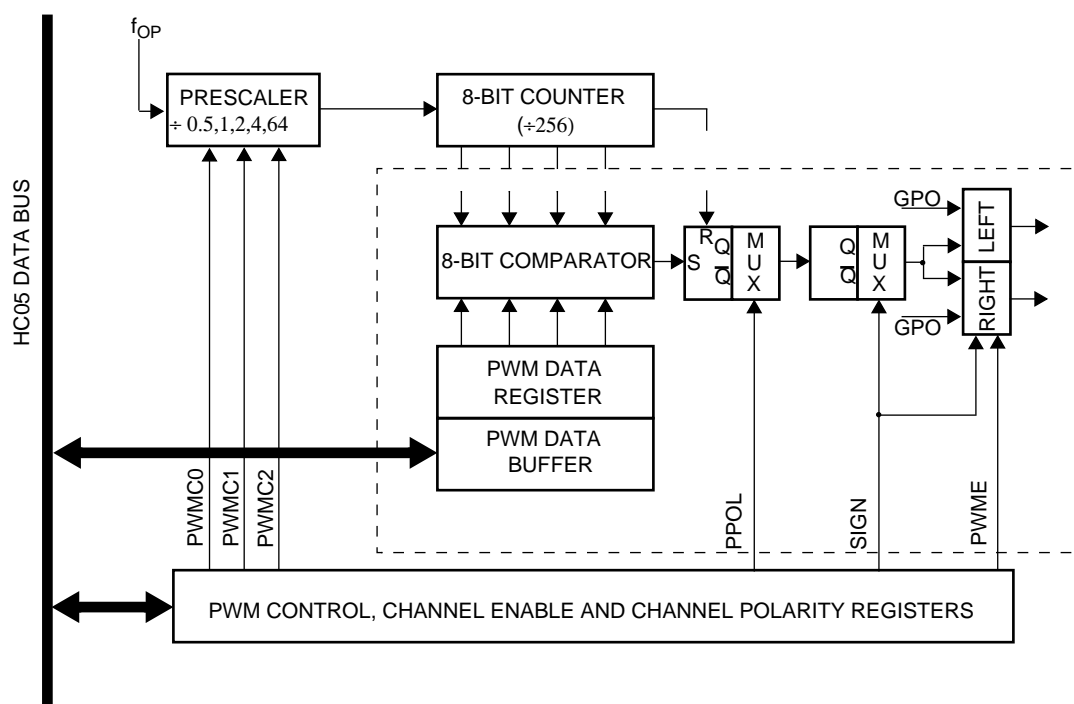 HC05 DATA BUS
fOP
PRESCALER
÷ 0.5,1,2,4,64
8-BIT COUNTER
(÷256)
8-BIT COMPARATOR
R
S
Q
Q̅
M
U
X
Q
Q̅
M
U
X
GPO
LEFT
RIGHT
GPO
PWM DATA
REGISTER
PWM DATA
BUFFER
PWMC0
PWMC1
PWMC2
PPOL
SIGN
PWME
PWM CONTROL, CHANNEL ENABLE AND CHANNEL POLARITY REGISTERS